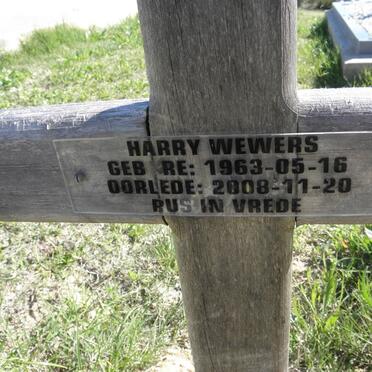 HARRY WEWERS
GEB RE: 1963-05-16
OORLEDE: 2008-11-20
RUS IN VREDE